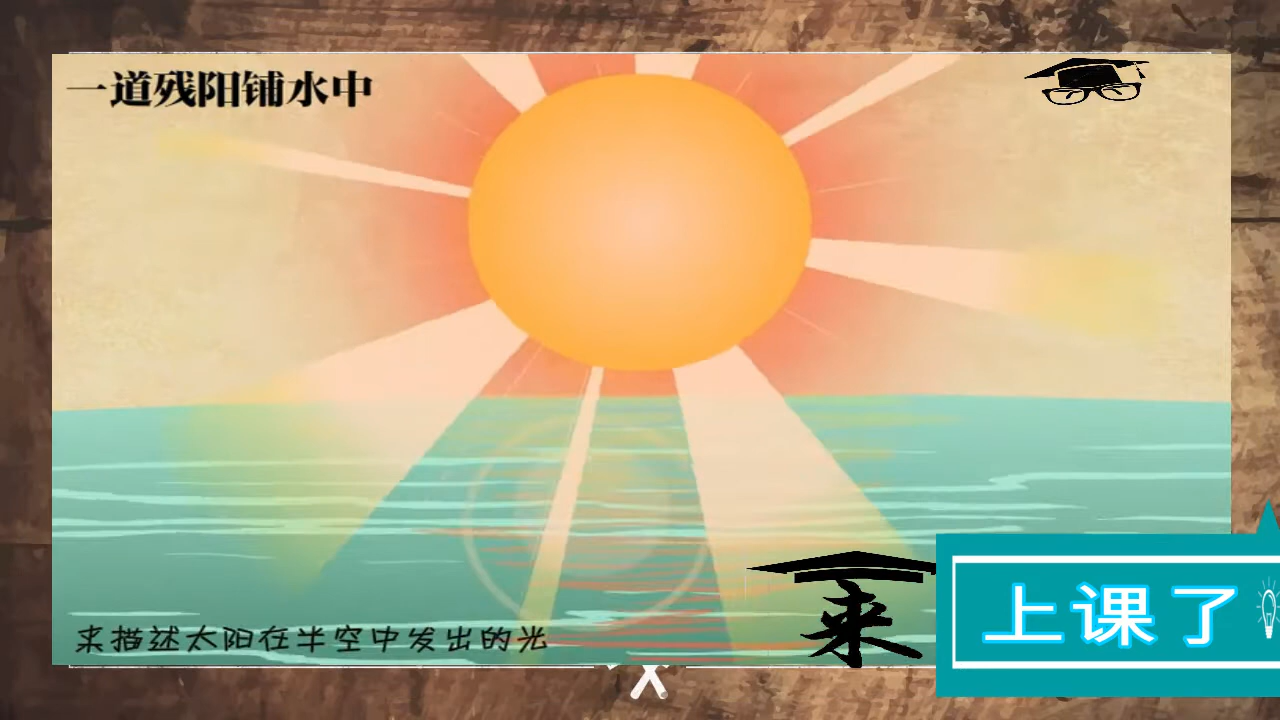 一道残阳铺水中
来描述太阳在半空中发出的光
来
上课了